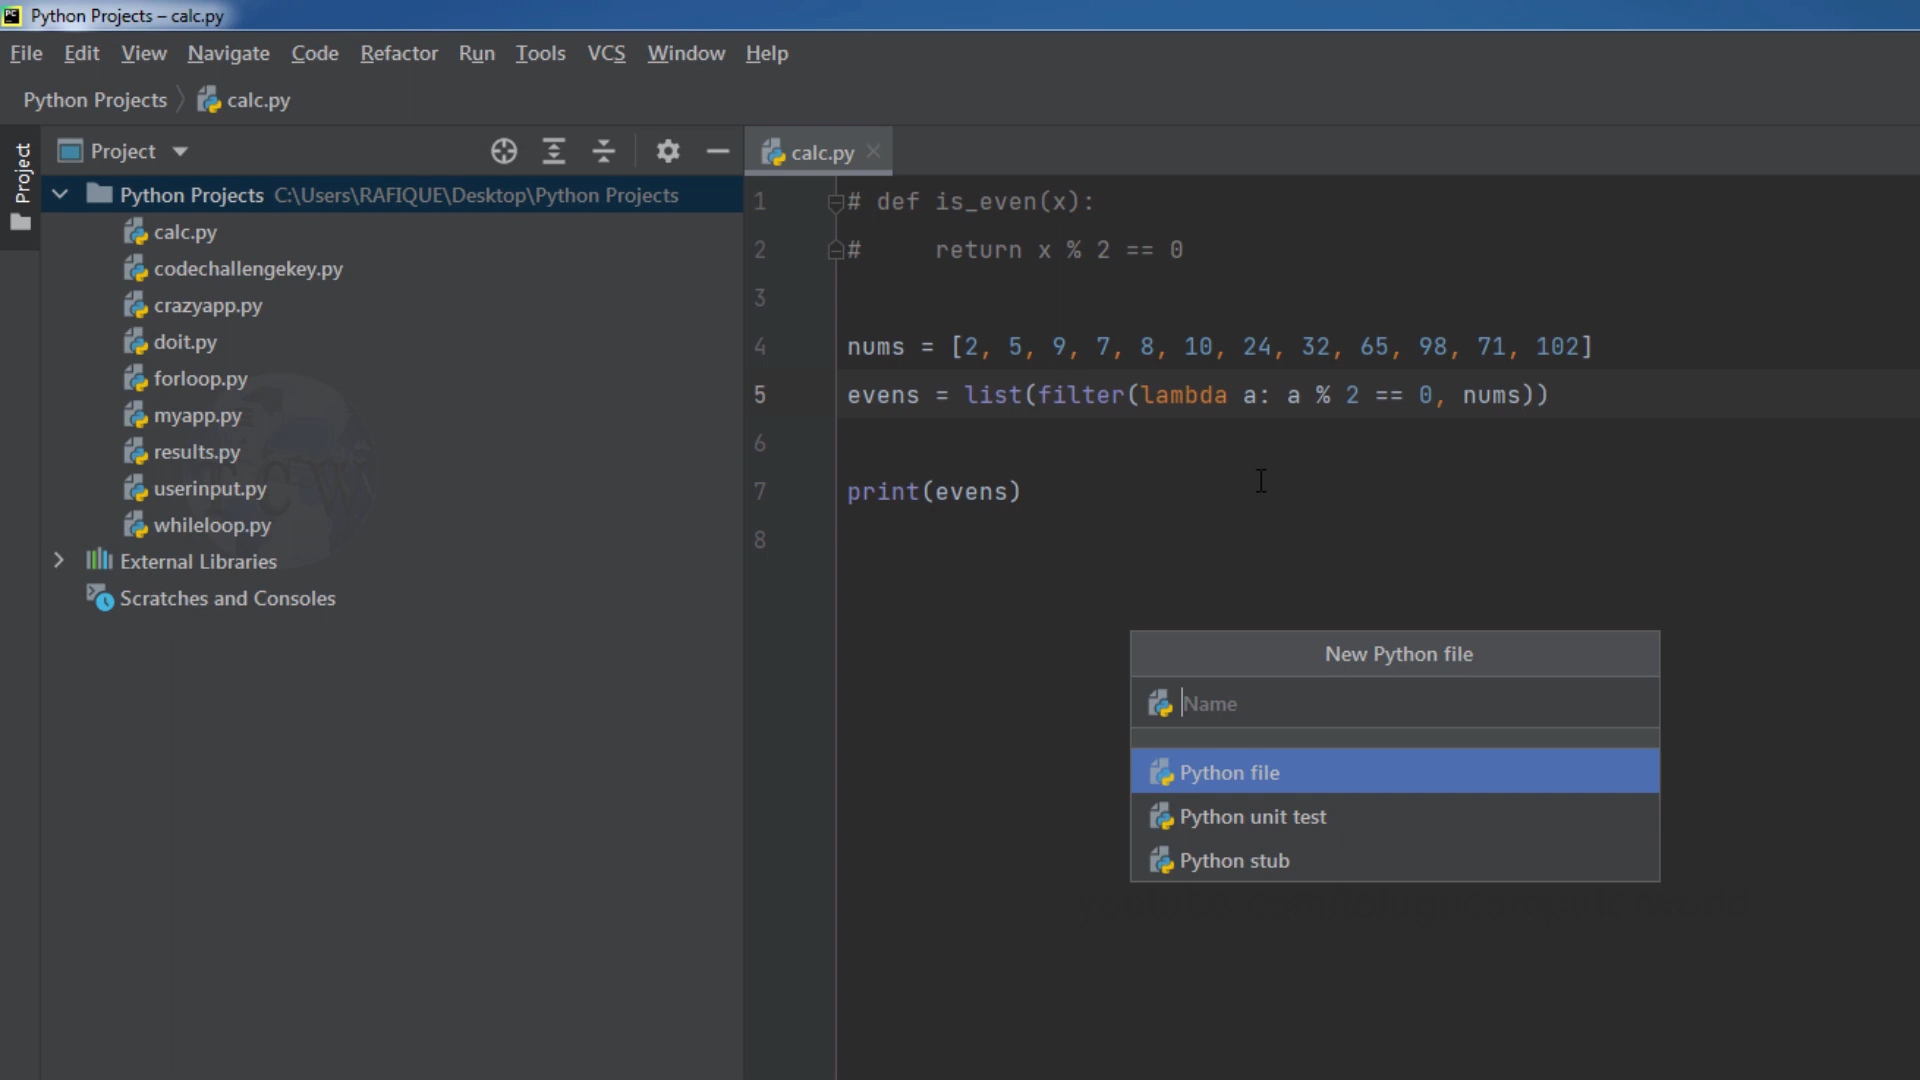 Python Projects – calc.py
File Edit View Navigate Code Refactor Run Tools VCS Window Help
Python Projects calc.py
Project
Project
calc.py
Python Projects C:\Users\RAFIQUE\Desktop\Python Projects
calc.py
codechallengekey.py
crazyapp.py
doit.py
forloop.py
myapp.py
results.py
userinput.py
whileloop.py
External Libraries
Scratches and Consoles
1 # def is_even(x):
2 #     return x % 2 == 0
3
4 nums = [2, 5, 9, 7, 8, 10, 24, 32, 65, 98, 71, 102]
5 evens = list(filter(lambda a: a % 2 == 0, nums))
6
7 print(evens)
8
New Python file
Name
Python file
Python unit test
Python stub